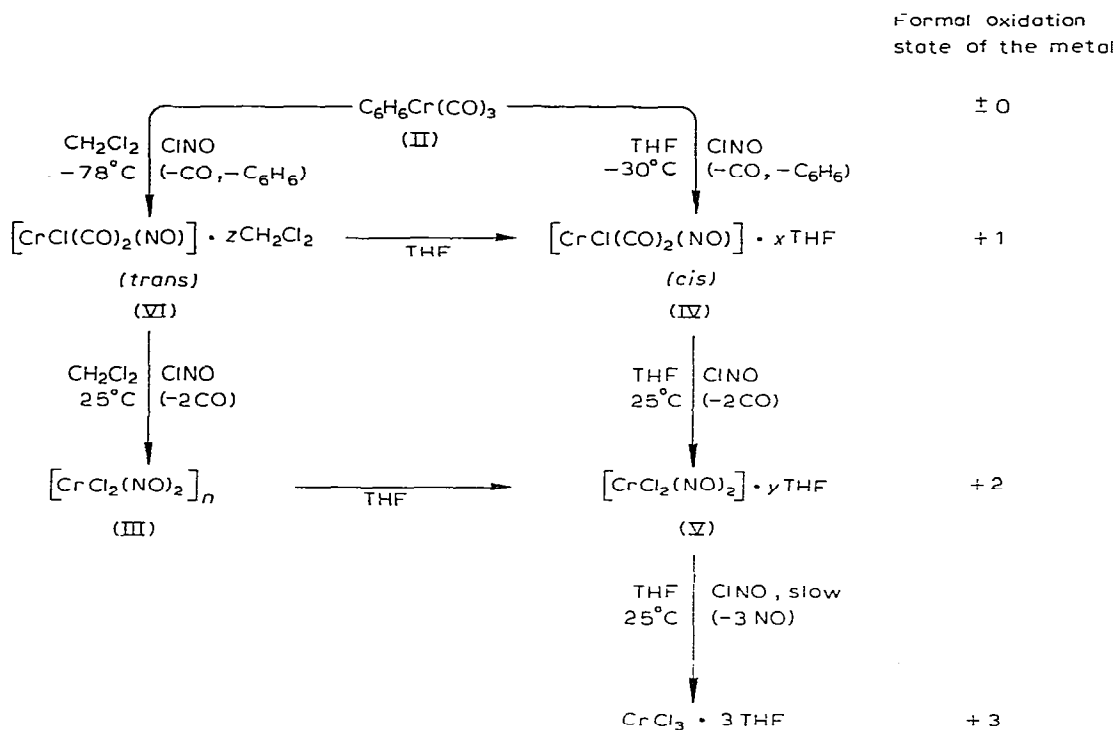 Formal oxidation
state of the metal
C₆H₆Cr(CO)₃ ± 0
(II)
CH₂Cl₂ ClNO
−78°C (−CO, −C₆H₆)
THF ClNO
−30°C (−CO, −C₆H₆)
[CrCl(CO)₂(NO)] · zCH₂Cl₂ THF [CrCl(CO)₂(NO)] · xTHF + 1
(trans) (cis)
(VI) (IV)
CH₂Cl₂ ClNO
25°C (−2CO)
THF ClNO
25°C (−2CO)
[CrCl₂(NO)₂]ₙ THF [CrCl₂(NO)₂] · yTHF + 2
(III) (V)
THF ClNO, slow
25°C (−3 NO)
CrCl₃ · 3 THF + 3